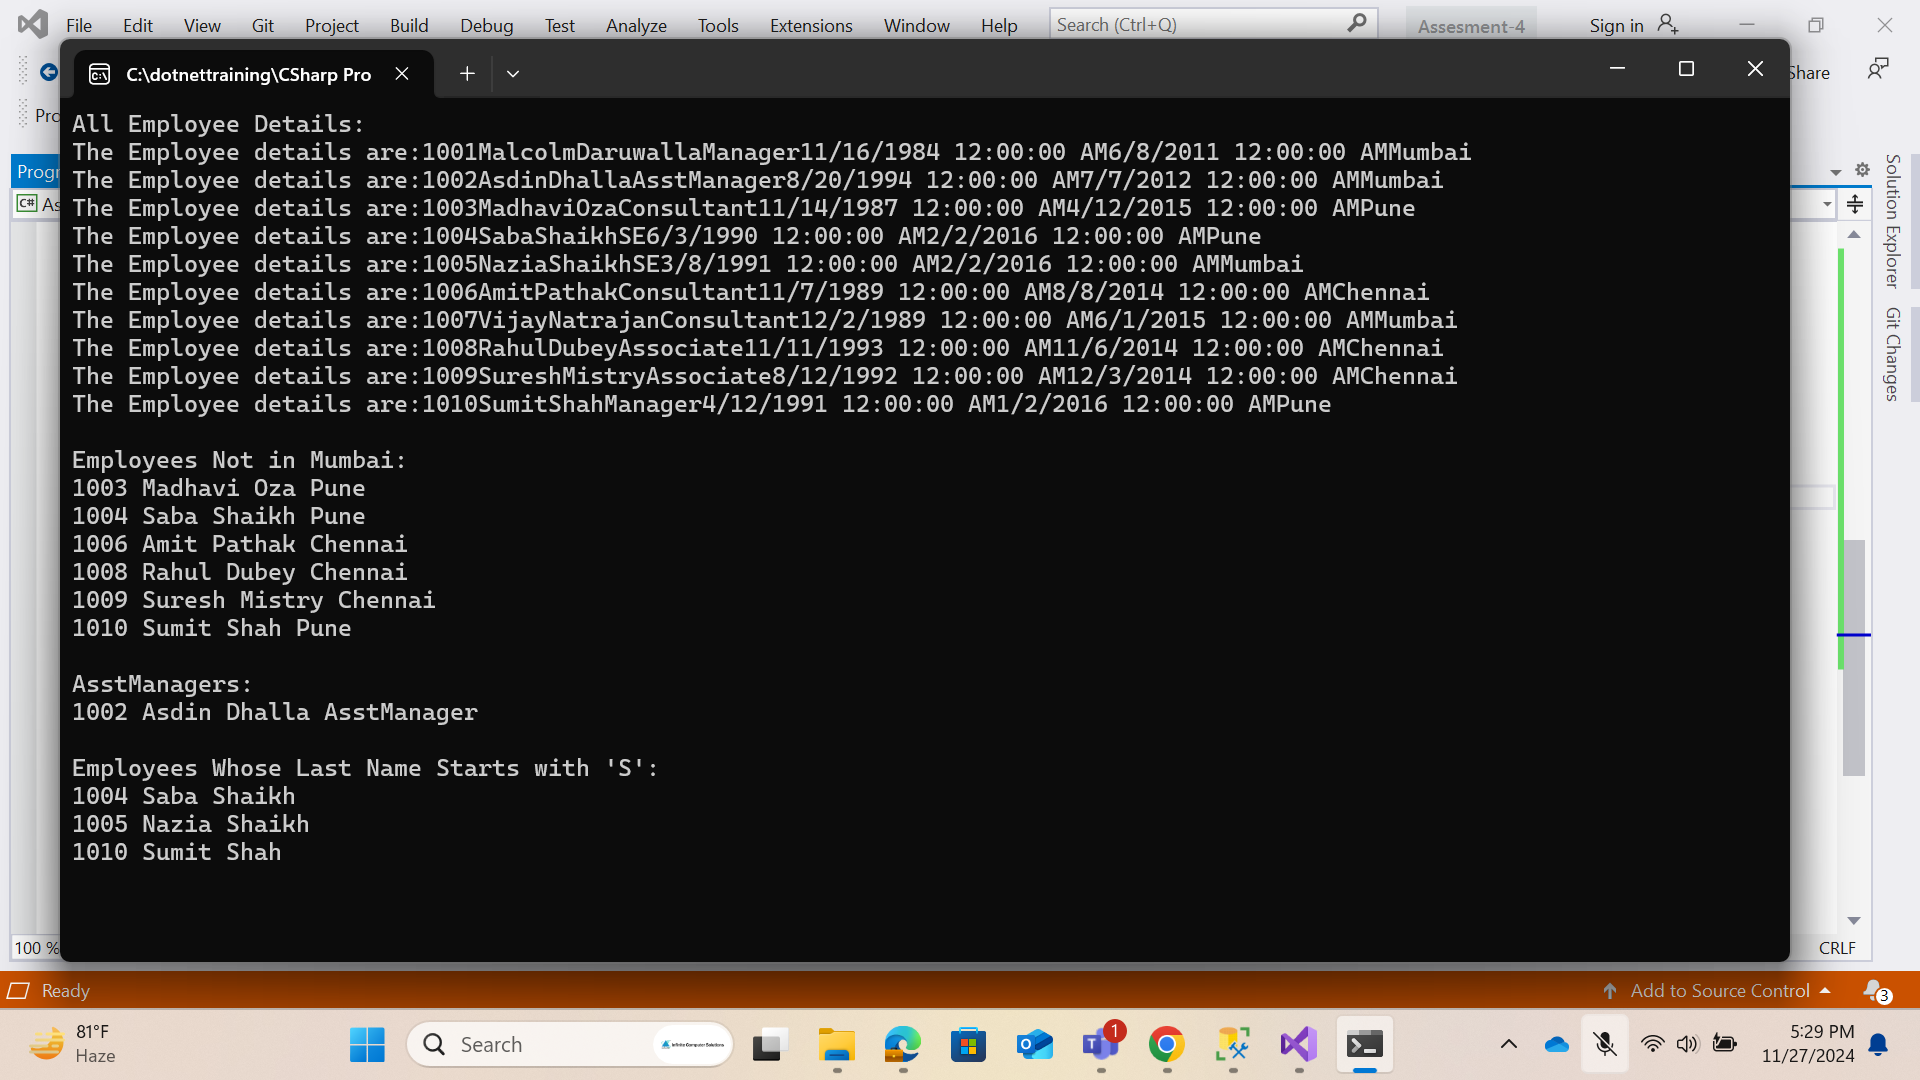 File Edit View Git Project Build Debug Test Analyze Tools Extensions Window Help Search (Ctrl+Q) Assesment-4 Sign in
C:\dotnettraining\CSharp Pro
Share
Pro
Progr
C# As
All Employee Details:
The Employee details are:1001MalcolmDaruwallaManager11/16/1984 12:00:00 AM6/8/2011 12:00:00 AMMumbai
The Employee details are:1002AsdinDhallaAsstManager8/20/1994 12:00:00 AM7/7/2012 12:00:00 AMMumbai
The Employee details are:1003MadhaviOzaConsultant11/14/1987 12:00:00 AM4/12/2015 12:00:00 AMPune
The Employee details are:1004SabaShaikhSE6/3/1990 12:00:00 AM2/2/2016 12:00:00 AMPune
The Employee details are:1005NaziaShaikhSE3/8/1991 12:00:00 AM2/2/2016 12:00:00 AMMumbai
The Employee details are:1006AmitPathakConsultant11/7/1989 12:00:00 AM8/8/2014 12:00:00 AMChennai
The Employee details are:1007VijayNatrajanConsultant12/2/1989 12:00:00 AM6/1/2015 12:00:00 AMMumbai
The Employee details are:1008RahulDubeyAssociate11/11/1993 12:00:00 AM11/6/2014 12:00:00 AMChennai
The Employee details are:1009SureshMistryAssociate8/12/1992 12:00:00 AM12/3/2014 12:00:00 AMChennai
The Employee details are:1010SumitShahManager4/12/1991 12:00:00 AM1/2/2016 12:00:00 AMPune
Employees Not in Mumbai:
1003 Madhavi Oza Pune
1004 Saba Shaikh Pune
1006 Amit Pathak Chennai
1008 Rahul Dubey Chennai
1009 Suresh Mistry Chennai
1010 Sumit Shah Pune
AsstManagers:
1002 Asdin Dhalla AsstManager
Employees Whose Last Name Starts with 'S':
1004 Saba Shaikh
1005 Nazia Shaikh
1010 Sumit Shah
Solution Explorer
Git Changes
100 %
CRLF
Ready
Add to Source Control
3
81°F
Haze
Search
Infinite Computer Solutions
1
5:29 PM
11/27/2024